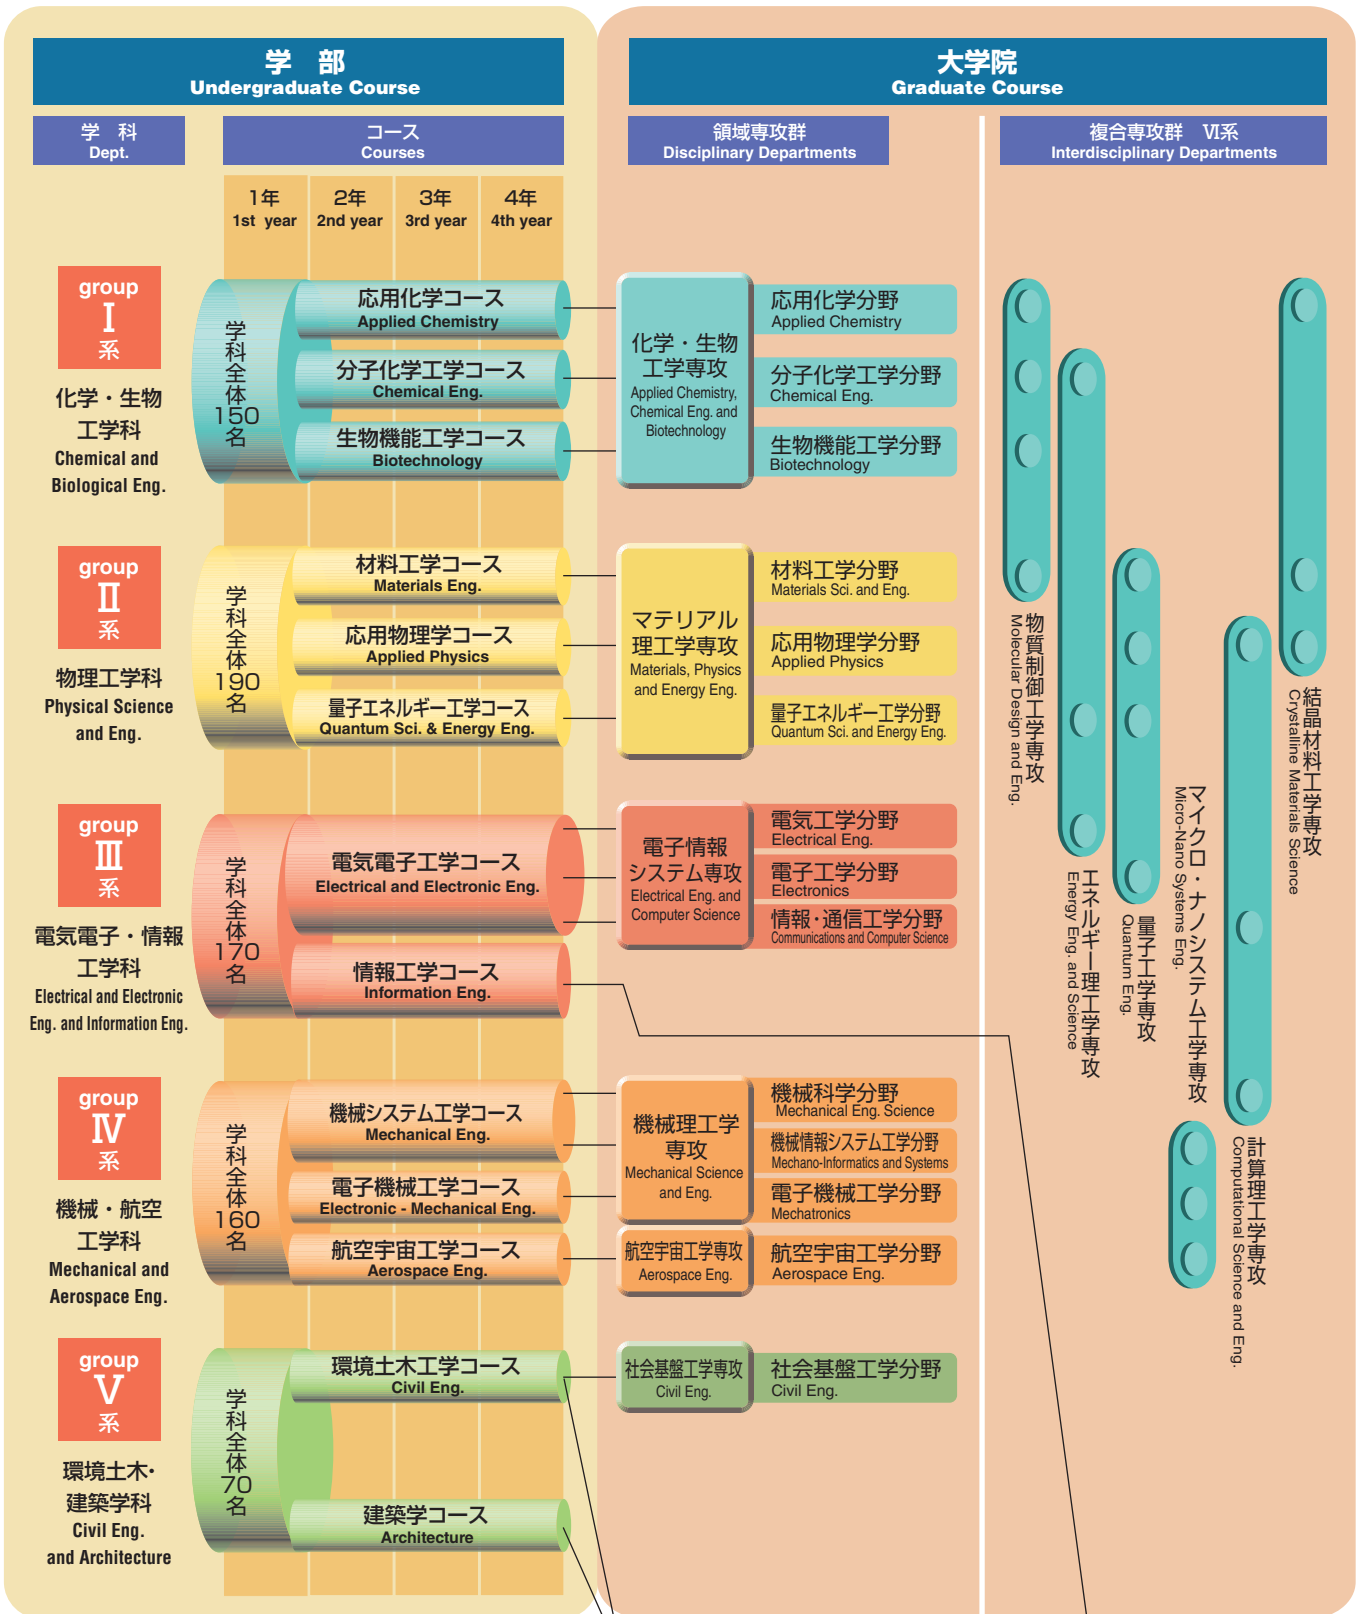 学　部
Undergraduate Course
大学院
Graduate Course
学　科
Dept.
コース
Courses
領域専攻群
Disciplinary Departments
複合専攻群　Ⅵ系
Interdisciplinary Departments
1年
1st year
2年
2nd year
3年
3rd year
4年
4th year
group
I
系
化学・生物
工学科
Chemical and
Biological Eng.
学科全体150名
応用化学コース
Applied Chemistry
分子化学工学コース
Chemical Eng.
生物機能工学コース
Biotechnology
化学・生物
工学専攻
Applied Chemistry,
Chemical Eng. and
Biotechnology
応用化学分野
Applied Chemistry
分子化学工学分野
Chemical Eng.
生物機能工学分野
Biotechnology
group
II
系
物理工学科
Physical Science
and Eng.
学科全体190名
材料工学コース
Materials Eng.
応用物理学コース
Applied Physics
量子エネルギー工学コース
Quantum Sci. & Energy Eng.
マテリアル
理工学専攻
Materials, Physics
and Energy Eng.
材料工学分野
Materials Sci. and Eng.
応用物理学分野
Applied Physics
量子エネルギー工学分野
Quantum Sci. and Energy Eng.
group
III
系
電気電子・情報
工学科
Electrical and Electronic
Eng. and Information Eng.
学科全体170名
電気電子工学コース
Electrical and Electronic Eng.
情報工学コース
Information Eng.
電子情報
システム専攻
Electrical Eng. and
Computer Science
電気工学分野
Electrical Eng.
電子工学分野
Electronics
情報・通信工学分野
Communications and Computer Science
group
IV
系
機械・航空
工学科
Mechanical and
Aerospace Eng.
学科全体160名
機械システム工学コース
Mechanical Eng.
電子機械工学コース
Electronic - Mechanical Eng.
航空宇宙工学コース
Aerospace Eng.
機械理工学
専攻
Mechanical Science
and Eng.
機械科学分野
Mechanical Eng. Science
機械情報システム工学分野
Mechano-Informatics and Systems
電子機械工学分野
Mechatronics
航空宇宙工学専攻
Aerospace Eng.
航空宇宙工学分野
Aerospace Eng.
group
V
系
環境土木・
建築学科
Civil Eng.
and Architecture
学科全体70名
環境土木工学コース
Civil Eng.
建築学コース
Architecture
社会基盤工学専攻
Civil Eng.
社会基盤工学分野
Civil Eng.
物質制御工学専攻
Molecular Design and Eng.
エネルギー理工学専攻
Energy Eng. and Science
量子工学専攻
Quantum Eng.
マイクロ・ナノシステム工学専攻
Micro-Nano Systems Eng.
計算理工学専攻
Computational Science and Eng.
結晶材料工学専攻
Crystalline Materials Science